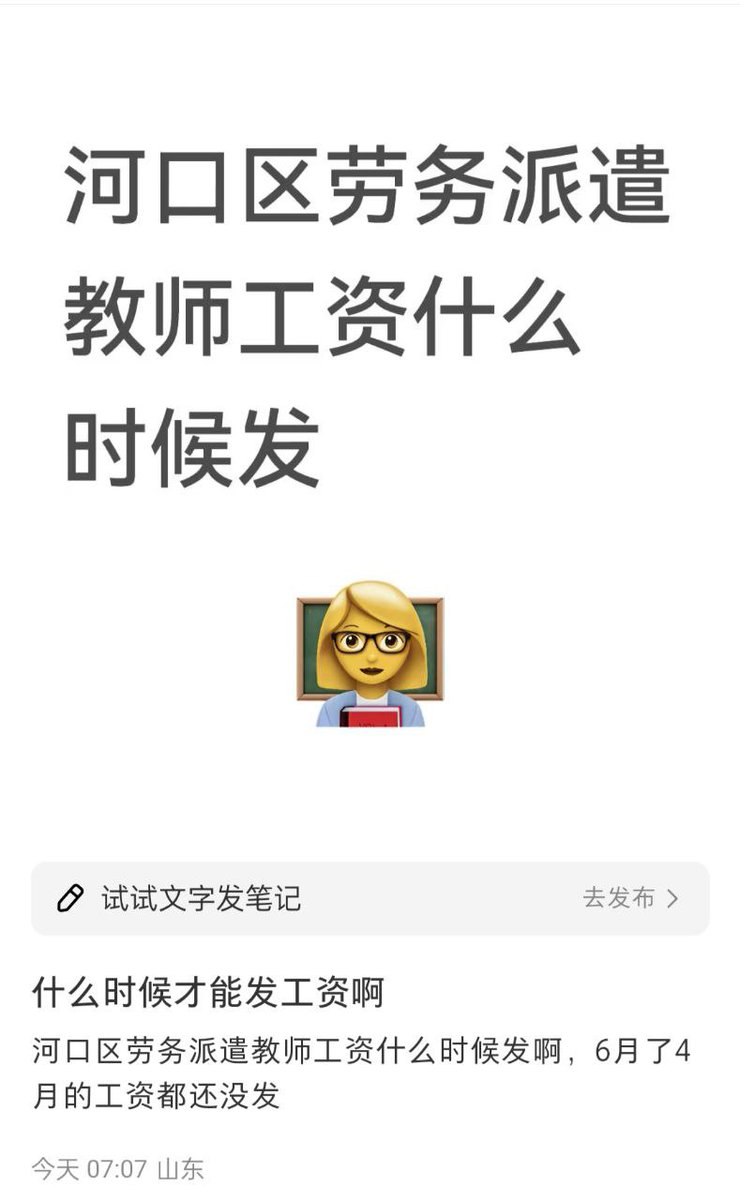 河口区劳务派遣
教师工资什么
时候发
试试文字发笔记 去发布
什么时候才能发工资啊
河口区劳务派遣教师工资什么时候发啊，6月了4
月的工资都还没发
今天 07:07 山东